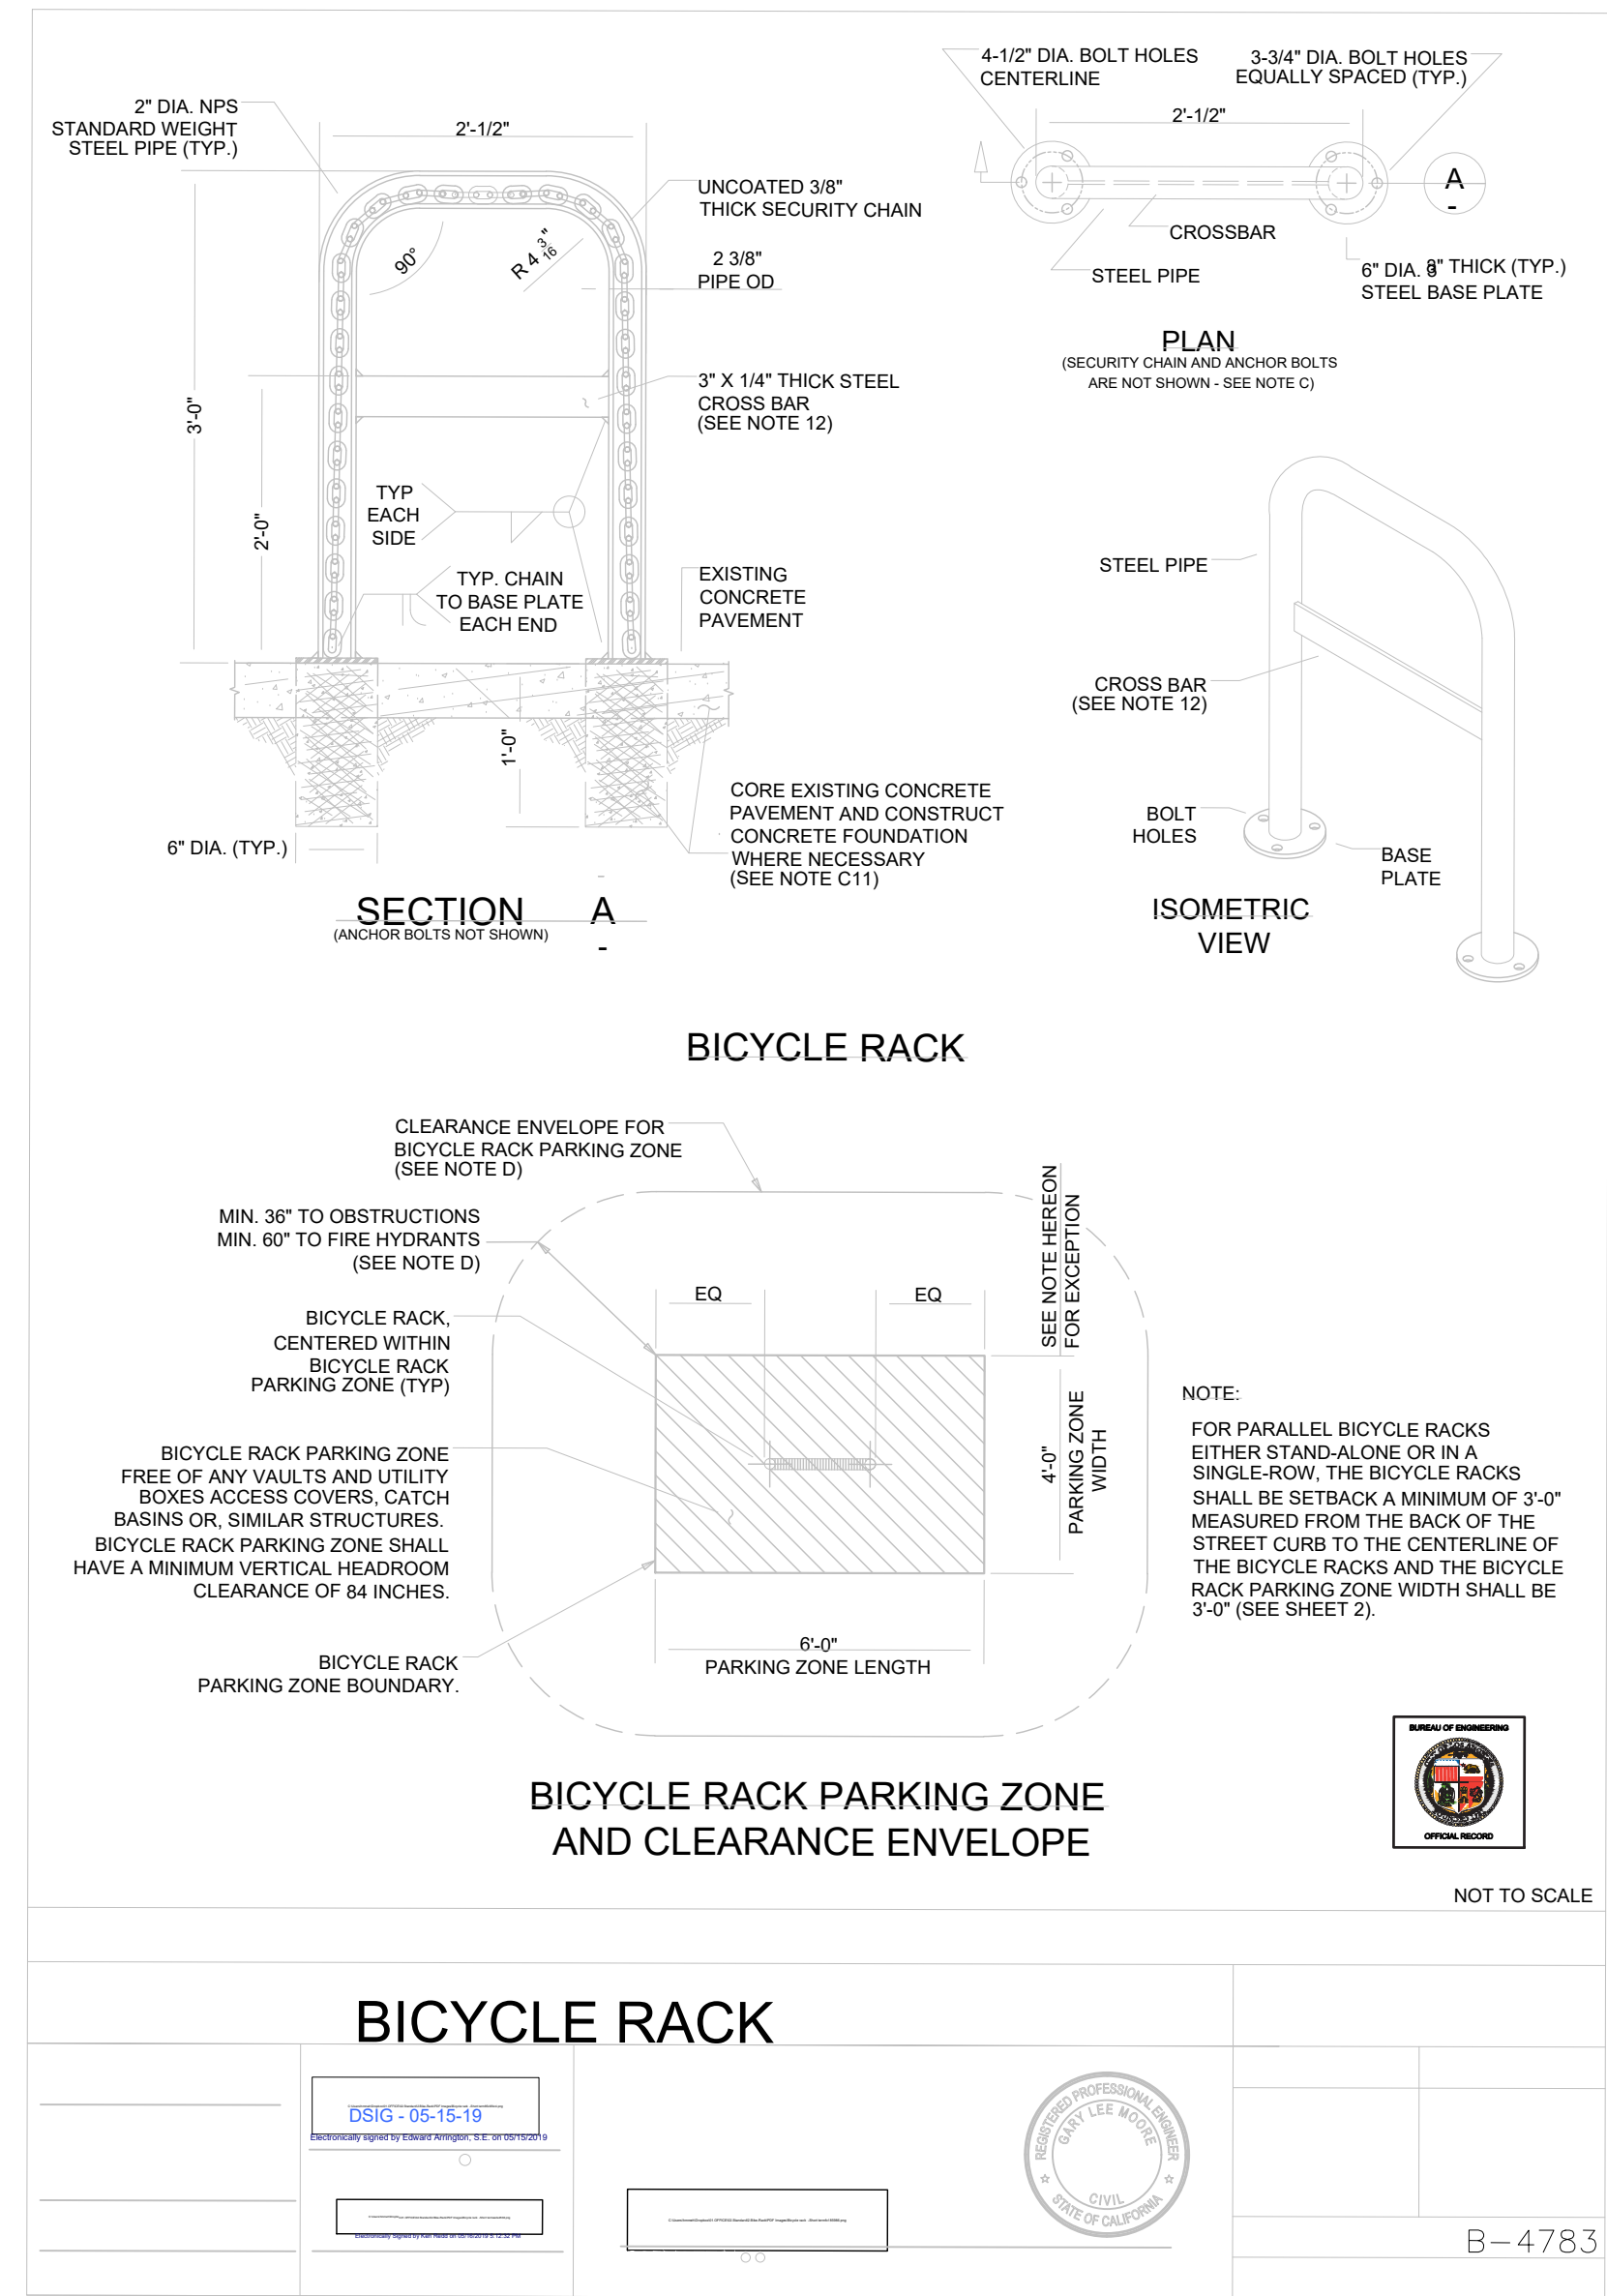 4-1/2" DIA. BOLT HOLES
CENTERLINE
3-3/4" DIA. BOLT HOLES
EQUALLY SPACED (TYP.)
2" DIA. NPS
STANDARD WEIGHT
STEEL PIPE (TYP.)
2'-1/2"
2'-1/2"
UNCOATED 3/8"
THICK SECURITY CHAIN
A
-
CROSSBAR
90°
R 4 3/16"
2 3/8"
PIPE OD
STEEL PIPE
6" DIA. 3" THICK (TYP.)
STEEL BASE PLATE
PLAN
(SECURITY CHAIN AND ANCHOR BOLTS
ARE NOT SHOWN - SEE NOTE C)
3" X 1/4" THICK STEEL
CROSS BAR
(SEE NOTE 12)
3'-0"
2'-0"
TYP
EACH
SIDE
TYP. CHAIN
TO BASE PLATE
EACH END
EXISTING
CONCRETE
PAVEMENT
STEEL PIPE
CROSS BAR
(SEE NOTE 12)
1'-0"
CORE EXISTING CONCRETE
PAVEMENT AND CONSTRUCT
CONCRETE FOUNDATION
WHERE NECESSARY
(SEE NOTE C11)
6" DIA. (TYP.)
BOLT
HOLES
BASE
PLATE
SECTION A
(ANCHOR BOLTS NOT SHOWN) -
ISOMETRIC
VIEW
BICYCLE RACK
CLEARANCE ENVELOPE FOR
BICYCLE RACK PARKING ZONE
(SEE NOTE D)
MIN. 36" TO OBSTRUCTIONS
MIN. 60" TO FIRE HYDRANTS
(SEE NOTE D)
SEE NOTE HEREON
FOR EXCEPTION
EQ
EQ
BICYCLE RACK,
CENTERED WITHIN
BICYCLE RACK
PARKING ZONE (TYP)
BICYCLE RACK PARKING ZONE
FREE OF ANY VAULTS AND UTILITY
BOXES ACCESS COVERS, CATCH
BASINS OR, SIMILAR STRUCTURES.
BICYCLE RACK PARKING ZONE SHALL
HAVE A MINIMUM VERTICAL HEADROOM
CLEARANCE OF 84 INCHES.
4'-0"
PARKING ZONE
WIDTH
NOTE:
FOR PARALLEL BICYCLE RACKS
EITHER STAND-ALONE OR IN A
SINGLE-ROW, THE BICYCLE RACKS
SHALL BE SETBACK A MINIMUM OF 3'-0"
MEASURED FROM THE BACK OF THE
STREET CURB TO THE CENTERLINE OF
THE BICYCLE RACKS AND THE BICYCLE
RACK PARKING ZONE WIDTH SHALL BE
3'-0" (SEE SHEET 2).
BICYCLE RACK
PARKING ZONE BOUNDARY.
6'-0"
PARKING ZONE LENGTH
BICYCLE RACK PARKING ZONE
AND CLEARANCE ENVELOPE
BUREAU OF ENGINEERING
OFFICIAL RECORD
NOT TO SCALE
BICYCLE RACK
DSIG - 05-15-19
Electronically signed by Edward Arrington, S.E. on 05/15/2019
Electronically Signed by Ken Redd on 05/16/2019 5:12:32 PM
REGISTERED PROFESSIONAL ENGINEER
GARY LEE MOORE
CIVIL
STATE OF CALIFORNIA
B-4783